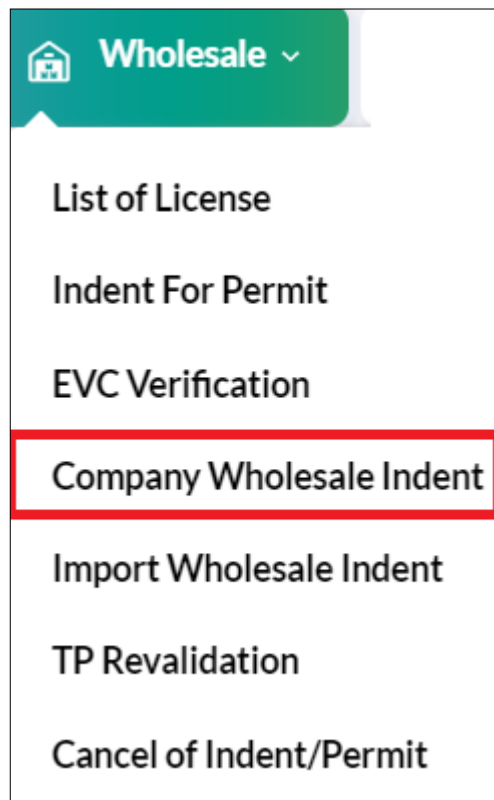 Wholesale
List of License
Indent For Permit
EVC Verification
Company Wholesale Indent
Import Wholesale Indent
TP Revalidation
Cancel of Indent/Permit